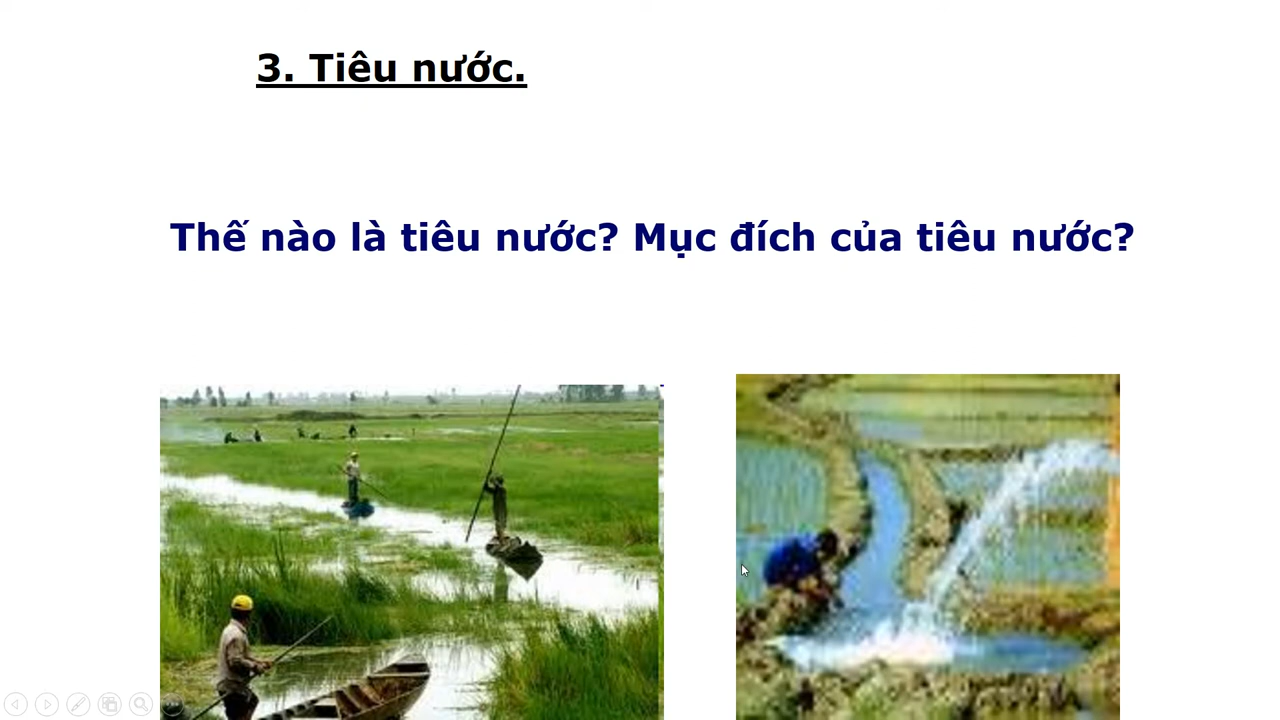 3. Tiêu nước.
Thế nào là tiêu nước? Mục đích của tiêu nước?